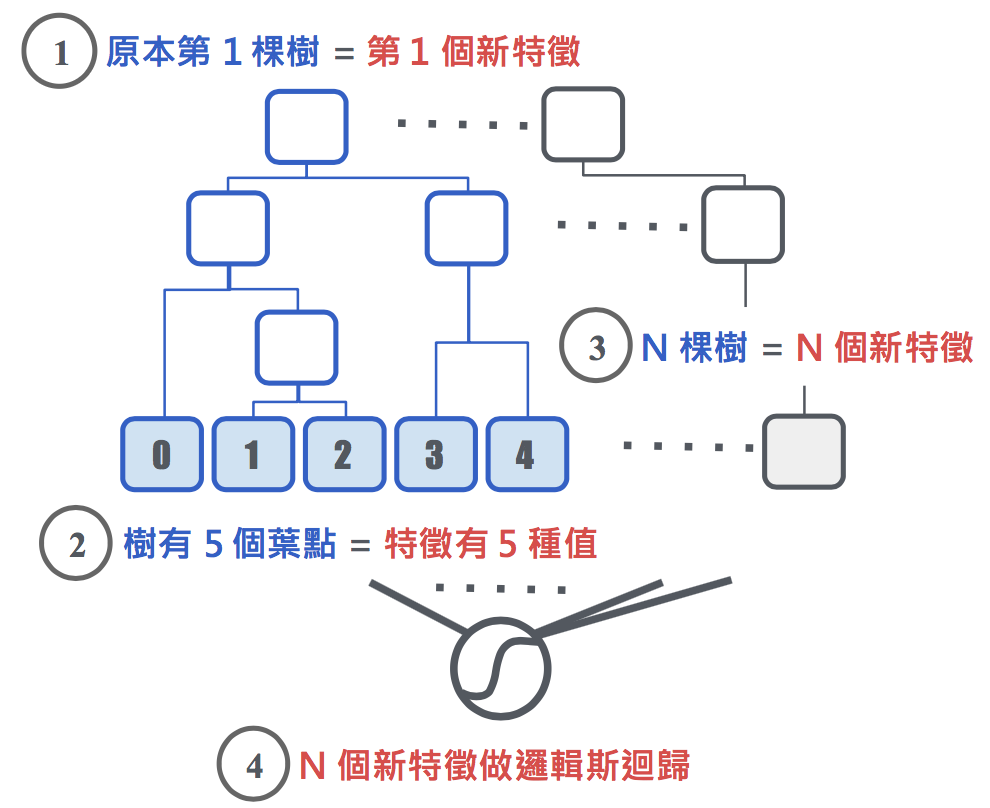 1 原本第 1 棵樹 = 第 1 個新特徵
3 N 棵樹 = N 個新特徵
0 1 2 3 4
2 樹有 5 個葉點 = 特徵有 5 種值
4 N 個新特徵做邏輯斯迴歸